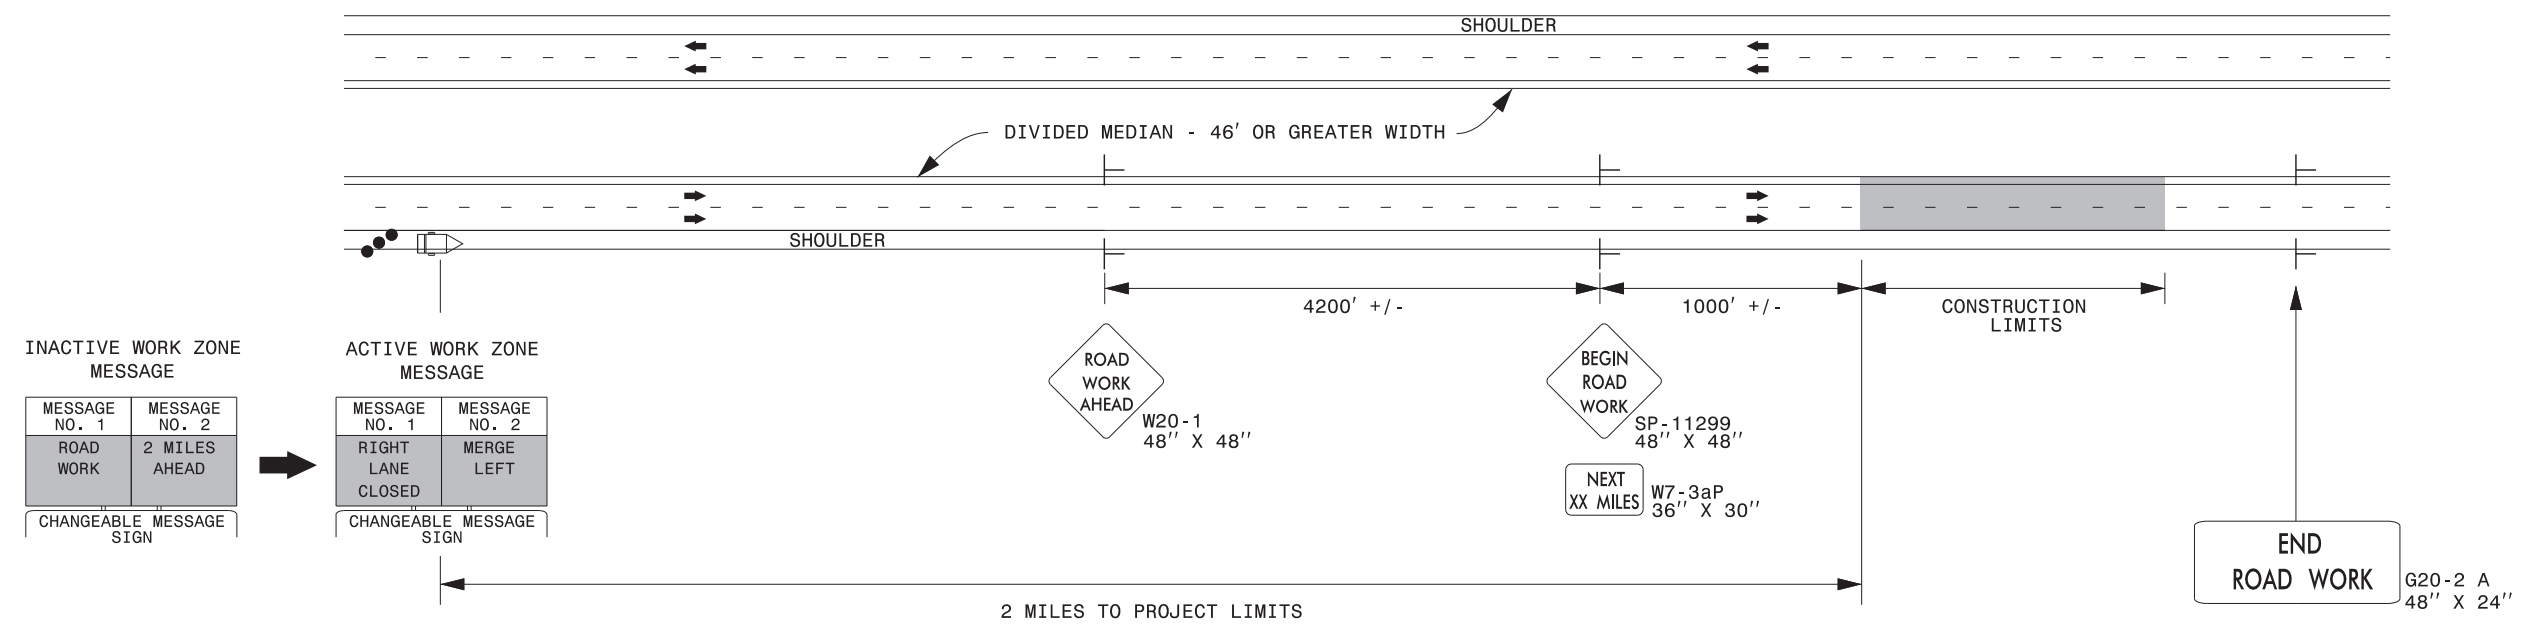 SHOULDER
DIVIDED MEDIAN - 46' OR GREATER WIDTH
SHOULDER
4200' +/-
1000' +/-
CONSTRUCTION
LIMITS
INACTIVE WORK ZONE
MESSAGE
MESSAGE
NO. 1
MESSAGE
NO. 2
ROAD
WORK
2 MILES
AHEAD
CHANGEABLE MESSAGE
SIGN
ACTIVE WORK ZONE
MESSAGE
MESSAGE
NO. 1
MESSAGE
NO. 2
RIGHT
LANE
CLOSED
MERGE
LEFT
CHANGEABLE MESSAGE
SIGN
ROAD
WORK
AHEAD
W20-1
48'' X 48''
BEGIN
ROAD
WORK
SP-11299
48'' X 48''
NEXT
XX MILES
W7-3aP
36'' X 30''
END
ROAD WORK
G20-2 A
48'' X 24''
2 MILES TO PROJECT LIMITS